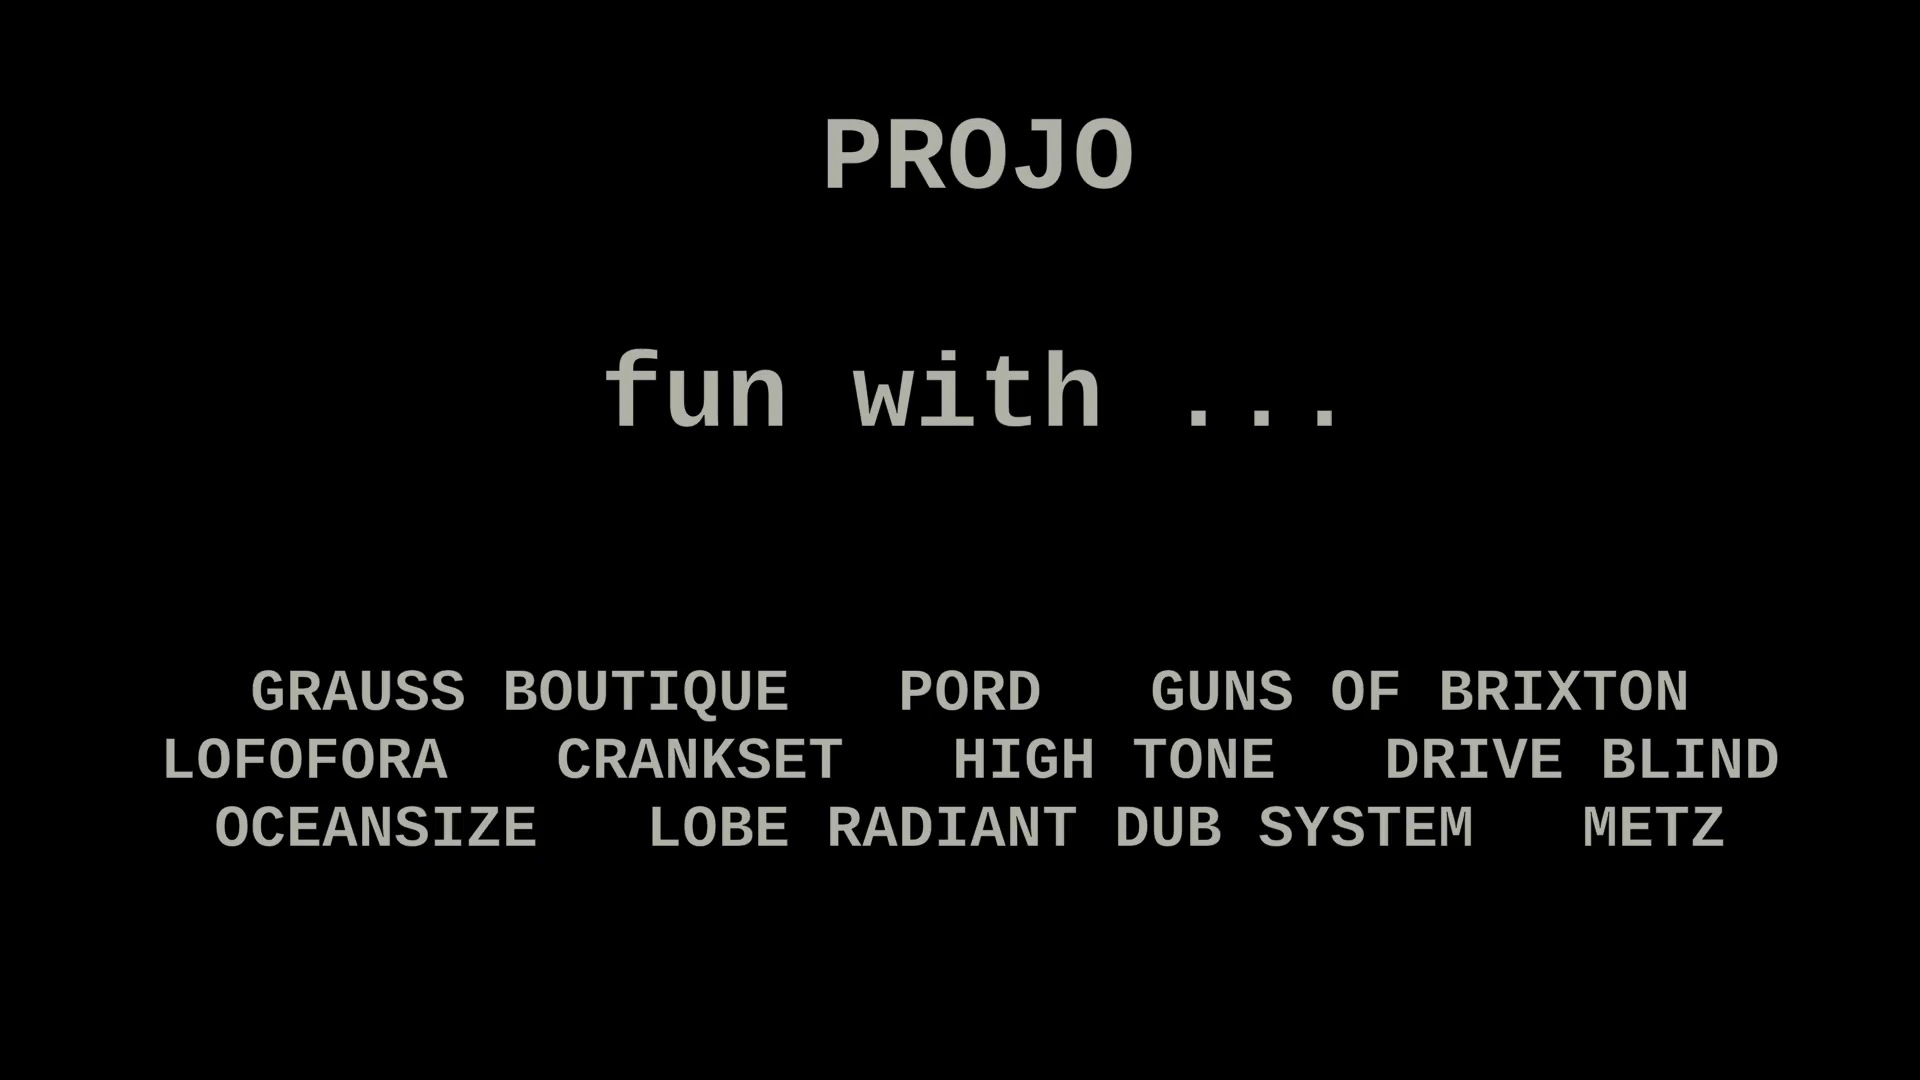 PROJO
fun with ...
GRAUSS BOUTIQUE   PORD   GUNS OF BRIXTON
LOFOFORA   CRANKSET   HIGH TONE   DRIVE BLIND
OCEANSIZE   LOBE RADIANT DUB SYSTEM   METZ